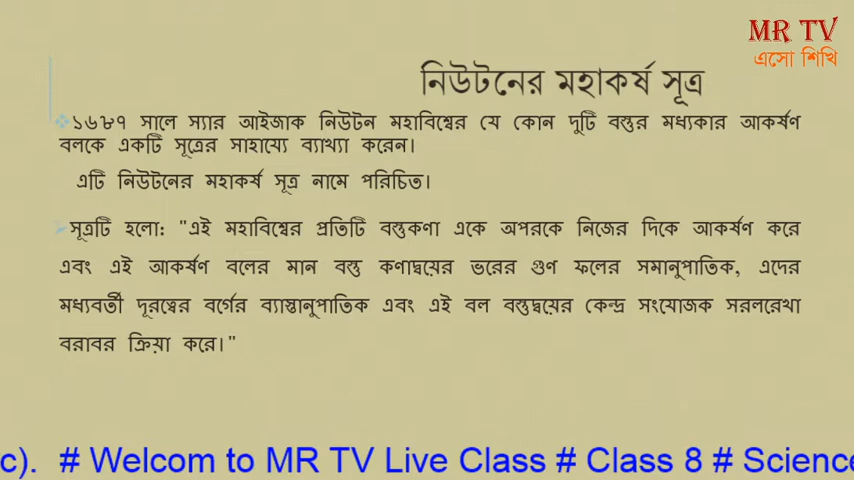 MR TV
এসো শিখি
নিউটনের মহাকর্ষ সূত্র
১৬৮৭ সালে স্যার আইজাক নিউটন মহাবিশ্বের যে কোন দুটি বস্তুর মধ্যকার আকর্ষণ
বলকে একটি সূত্রের সাহায্যে ব্যাখ্যা করেন।
এটি নিউটনের মহাকর্ষ সূত্র নামে পরিচিত।
সূত্রটি হলো: "এই মহাবিশ্বের প্রতিটি বস্তুকণা একে অপরকে নিজের দিকে আকর্ষণ করে
এবং এই আকর্ষণ বলের মান বস্তু কণাদ্বয়ের ভরের গুণ ফলের সমানুপাতিক, এদের
মধ্যবর্তী দূরত্বের বর্গের ব্যাস্তানুপাতিক এবং এই বল বস্তুদ্বয়ের কেন্দ্র সংযোজক সরলরেখা
বরাবর ক্রিয়া করে।"
c). # Welcom to MR TV Live Class # Class 8 # Science